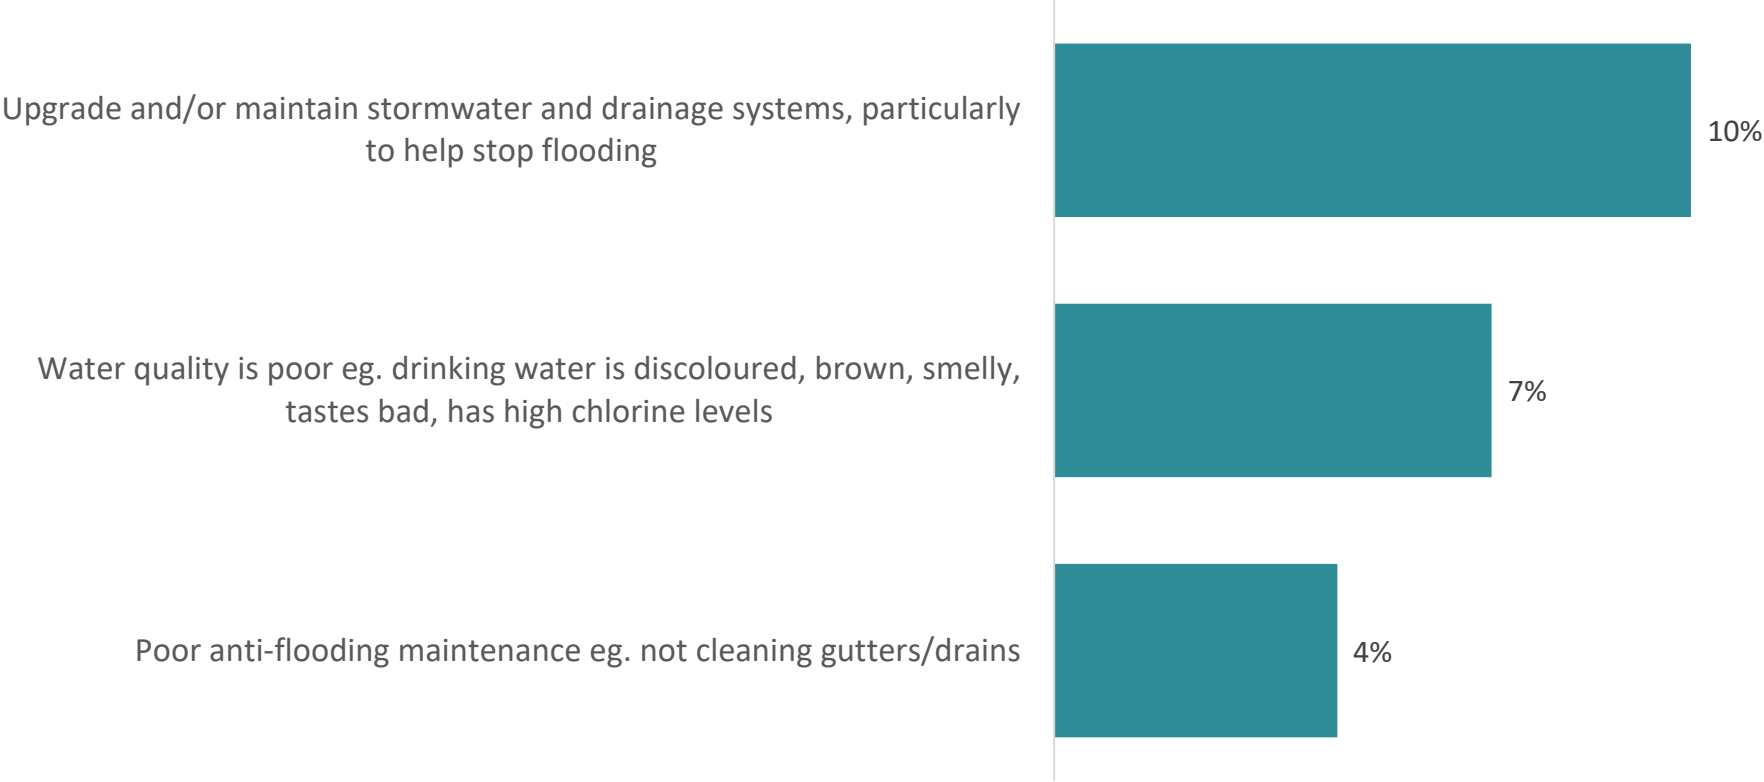 Upgrade and/or maintain stormwater and drainage systems, particularly
to help stop flooding
10%
Water quality is poor eg. drinking water is discoloured, brown, smelly,
tastes bad, has high chlorine levels
7%
Poor anti-flooding maintenance eg. not cleaning gutters/drains
4%